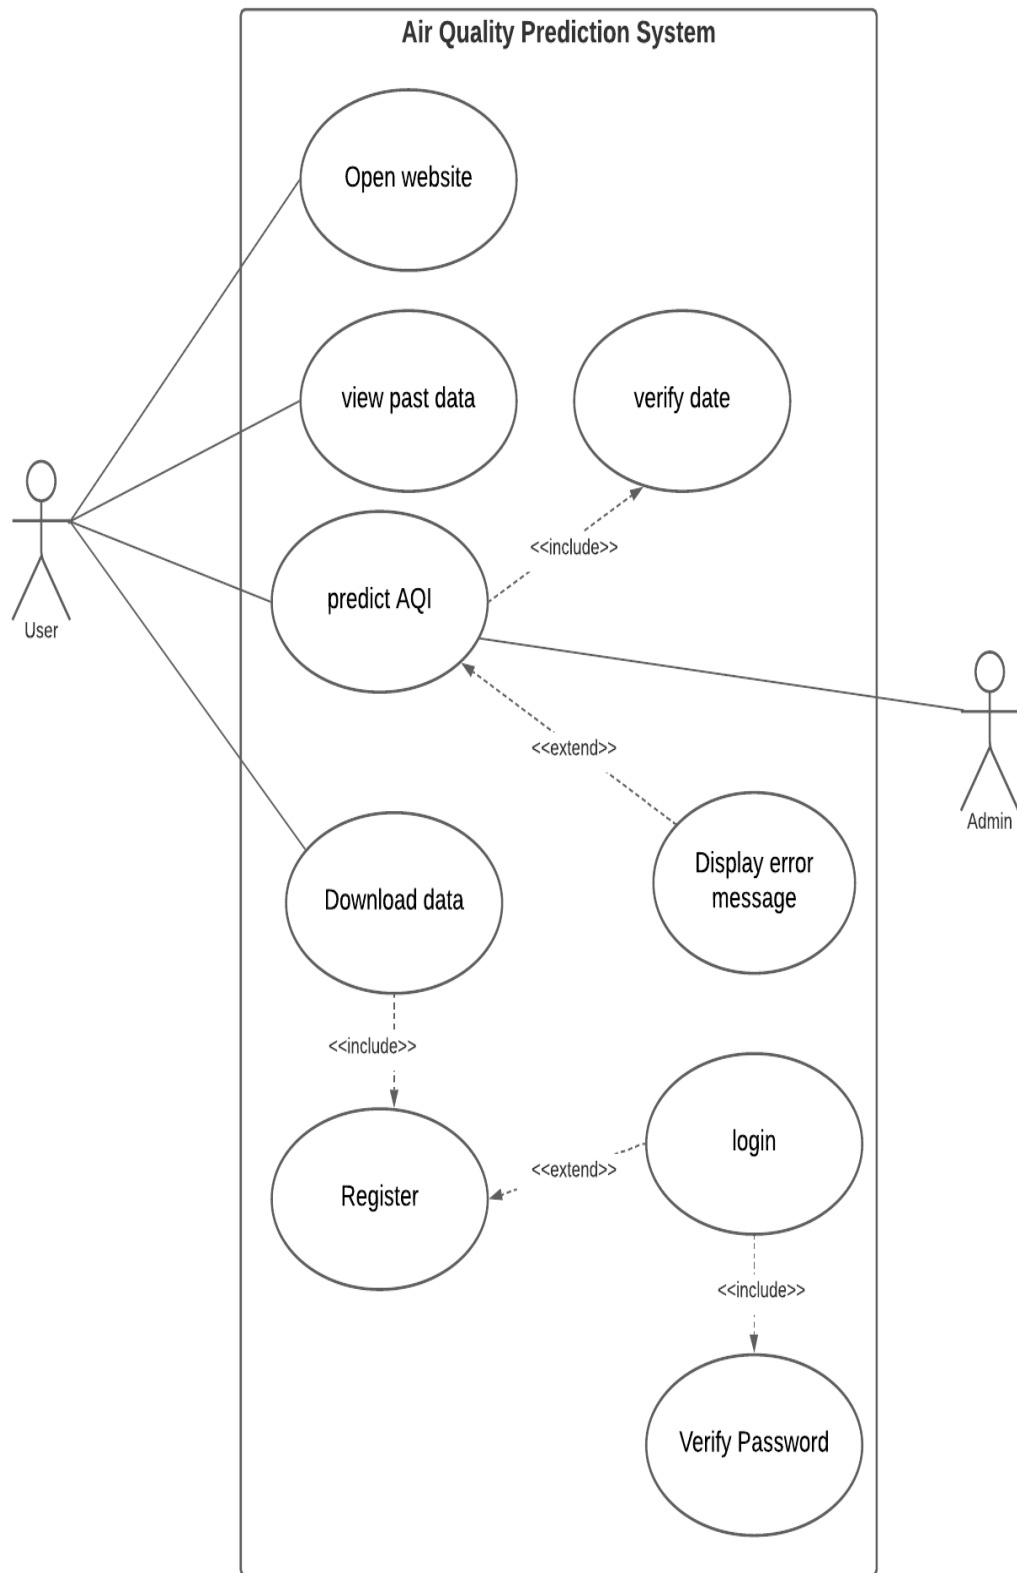 Air Quality Prediction System
Open website
view past data
verify date
<<include>>
predict AQI
User
<<extend>>
Admin
Display error
message
Download data
<<include>>
login
<<extend>>
Register
<<include>>
Verify Password